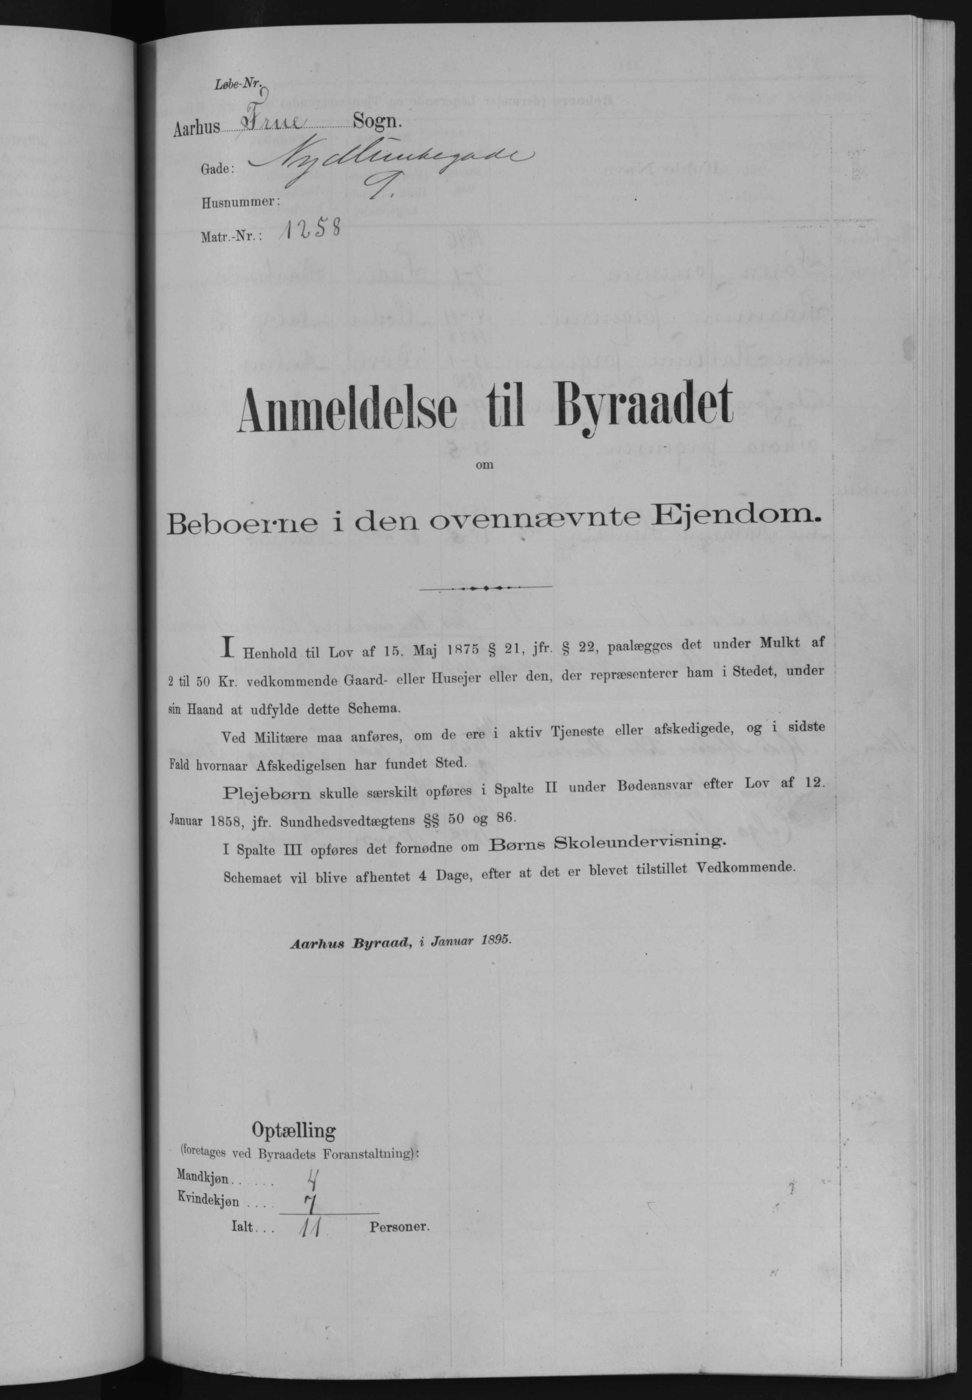 Løbe-Nr.
Aarhus Frue Sogn.
Gade: Ny Munkegade
Husnummer: 9.
Matr.-Nr.: 1258
Anmeldelse til Byraadet
om
Beboerne i den ovennævnte Ejendom.
I Henhold til Lov af 15. Maj 1875 § 21, jfr. § 22, paalægges det under Mulkt af
2 til 50 Kr. vedkommende Gaard- eller Husejer eller den, der repræsenterer ham i Stedet, under
sin Haand at udfylde dette Schema.
Ved Militære maa anføres, om de ere i aktiv Tjeneste eller afskedigede, og i sidste
Fald hvornaar Afskedigelsen har fundet Sted.
Plejebørn skulle særskilt opføres i Spalte II under Bødeansvar efter Lov af 12.
Januar 1858, jfr. Sundhedsvedtægtens §§ 50 og 86.
I Spalte III opføres det fornødne om Børns Skoleundervisning.
Schemaet vil blive afhentet 4 Dage, efter at det er blevet tilstillet Vedkommende.
Aarhus Byraad, i Januar 1895.
Optælling
(foretages ved Byraadets Foranstaltning):
Mandkjøn...... 4
Kvindekjøn .... 7
Ialt... 11 Personer.